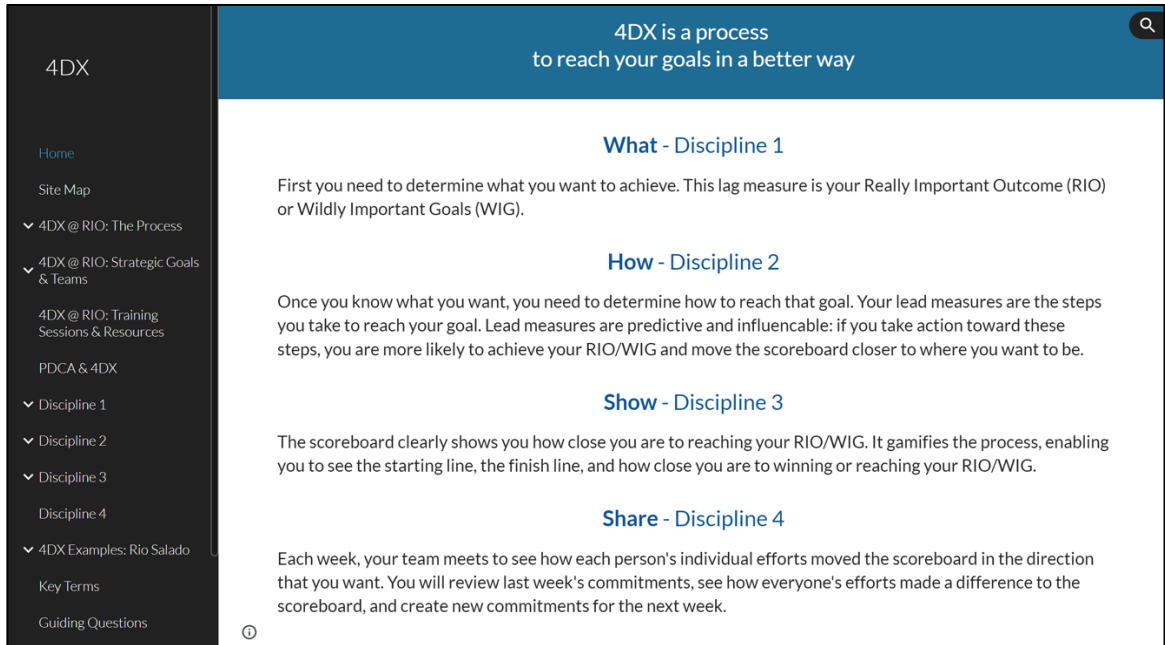 4DX
Home
Site Map
4DX @ RIO: The Process
4DX @ RIO: Strategic Goals
& Teams
4DX @ RIO: Training
Sessions & Resources
PDCA & 4DX
Discipline 1
Discipline 2
Discipline 3
Discipline 4
4DX Examples: Rio Salado
Key Terms
Guiding Questions
4DX is a process
to reach your goals in a better way
What - Discipline 1
First you need to determine what you want to achieve. This lag measure is your Really Important Outcome (RIO)
or Wildly Important Goals (WIG).
How - Discipline 2
Once you know what you want, you need to determine how to reach that goal. Your lead measures are the steps
you take to reach your goal. Lead measures are predictive and influencable: if you take action toward these
steps, you are more likely to achieve your RIO/WIG and move the scoreboard closer to where you want to be.
Show - Discipline 3
The scoreboard clearly shows you how close you are to reaching your RIO/WIG. It gamifies the process, enabling
you to see the starting line, the finish line, and how close you are to winning or reaching your RIO/WIG.
Share - Discipline 4
Each week, your team meets to see how each person's individual efforts moved the scoreboard in the direction
that you want. You will review last week's commitments, see how everyone's efforts made a difference to the
scoreboard, and create new commitments for the next week.